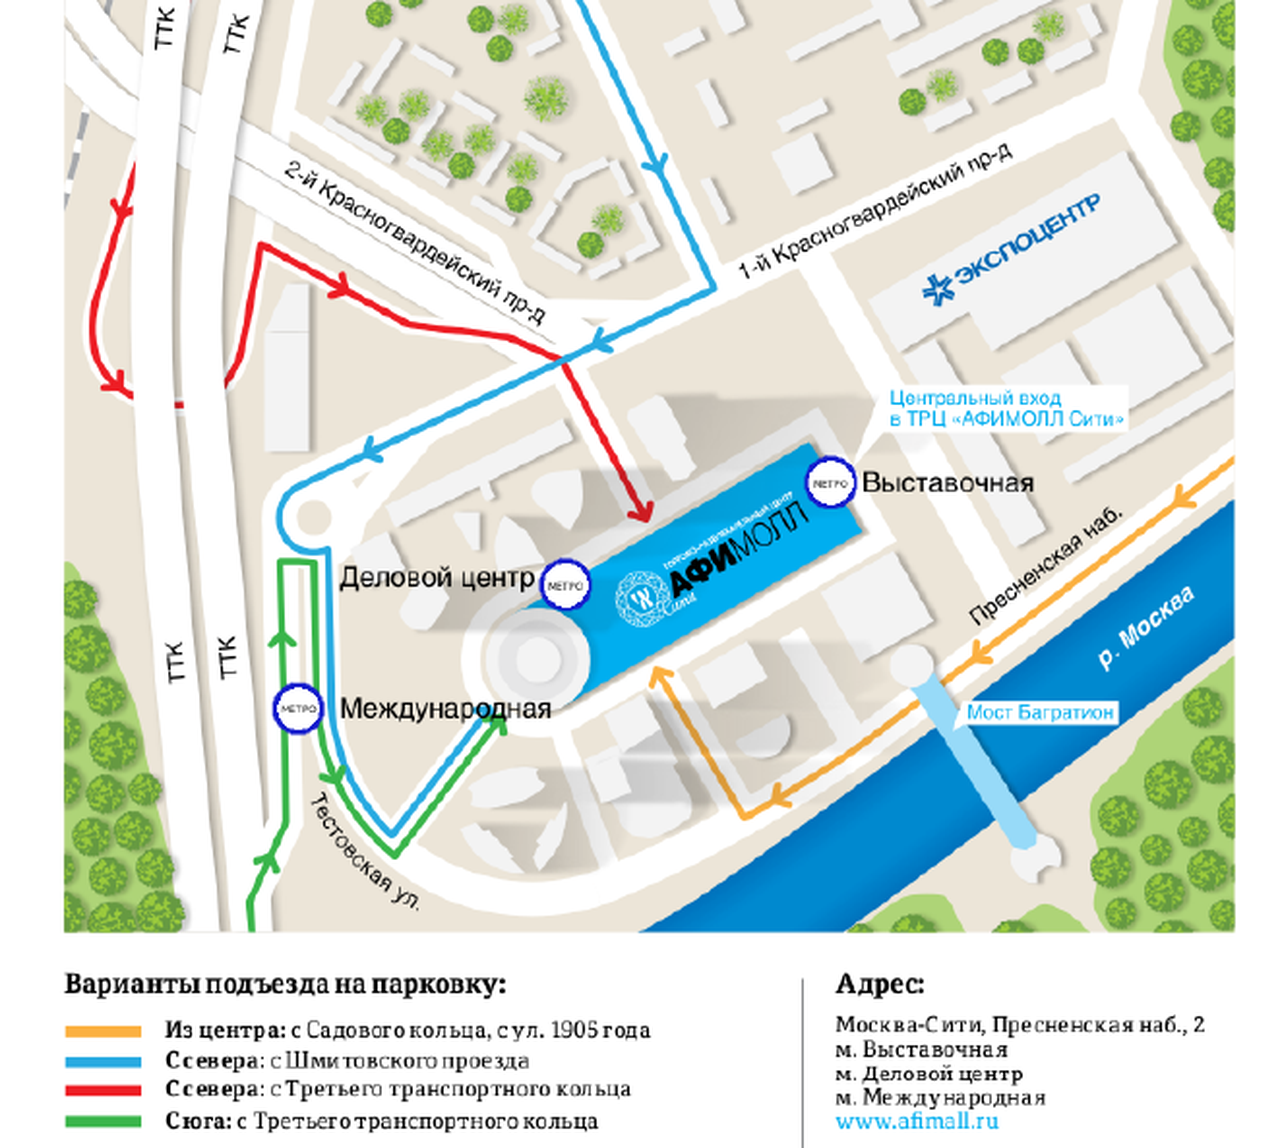 ТТК
ТТК
2-й Красногвардейский пр-д
1-й Красногвардейский пр-д
ЭКСПОЦЕНТР
Центральный вход
в ТРЦ «АФИМОЛЛ Сити»
МЕТРО
Выставочная
Пресненская наб.
ТОРГОВО-РАЗВЛЕКАТЕЛЬНЫЙ ЦЕНТР
АФИМОЛЛ
Сити
Деловой центр
МЕТРО
р. Москва
ТТК
ТТК
МЕТРО
Международная
Мост Багратион
Тестовская ул.
Варианты подъезда на парковку:
Из центра: с Садового кольца, с ул. 1905 года
С севера: с Шмитовского проезда
С севера: с Третьего транспортного кольца
С юга: с Третьего транспортного кольца
Адрес:
Москва-Сити, Пресненская наб., 2
м. Выставочная
м. Деловой центр
м. Международная
www.afimall.ru